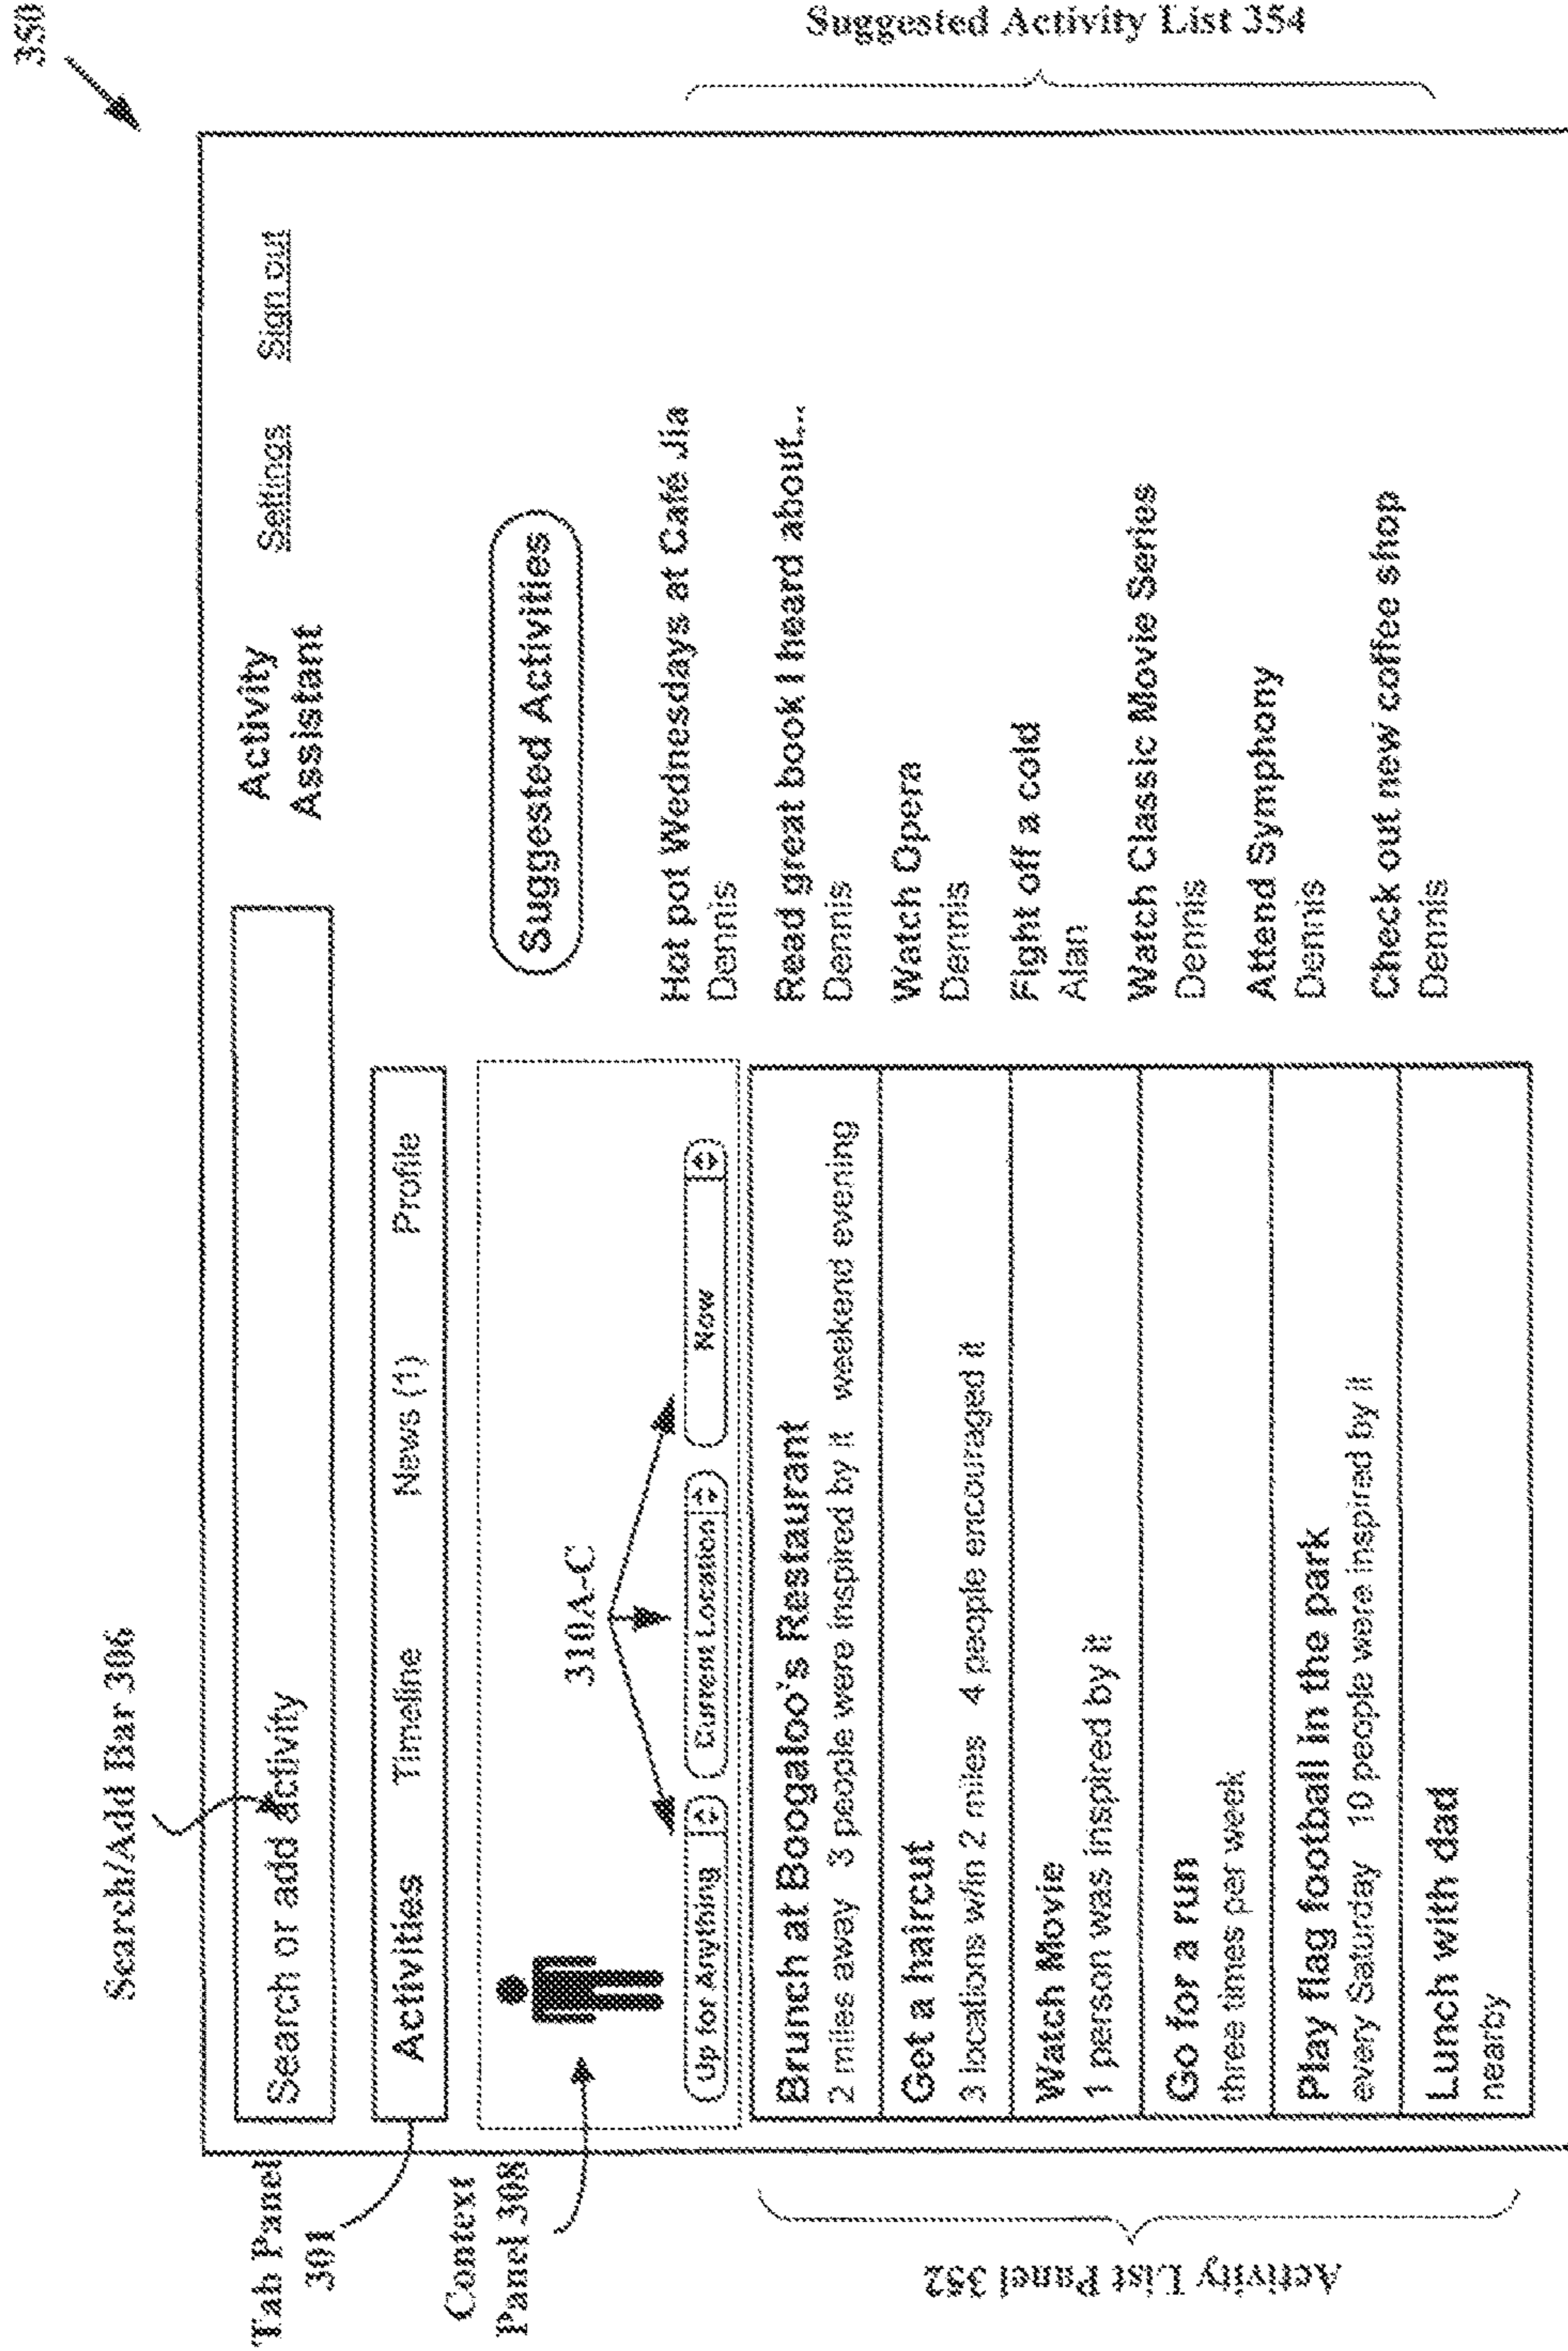 350
Search/Add Bar 306
Tab Panel
301
Search or add activity
Activity
Assistant
Settings
Sign out
Activities
Timeline
News (1)
Profile
Context
Panel 308
310A-C
Up for Anything
Current Location
Now
Suggested Activities
Activity List Panel 352
Brunch at Boogaloo's Restaurant
2 miles away 3 people were inspired by it weekend evening
Get a haircut
3 locations w/in 2 miles 4 people encouraged it
Watch Movie
1 person was inspired by it
Go for a run
three times per week
Play flag football in the park
every Saturday 10 people were inspired by it
Lunch with dad
nearby
Hot pot Wednesdays at Café Jia
Dennis
Read great book I heard about...
Dennis
Watch Opera
Dennis
Fight off a cold
Alan
Watch Classic Movie Series
Dennis
Attend Symphony
Dennis
Check out new coffee shop
Dennis
Suggested Activity List 354